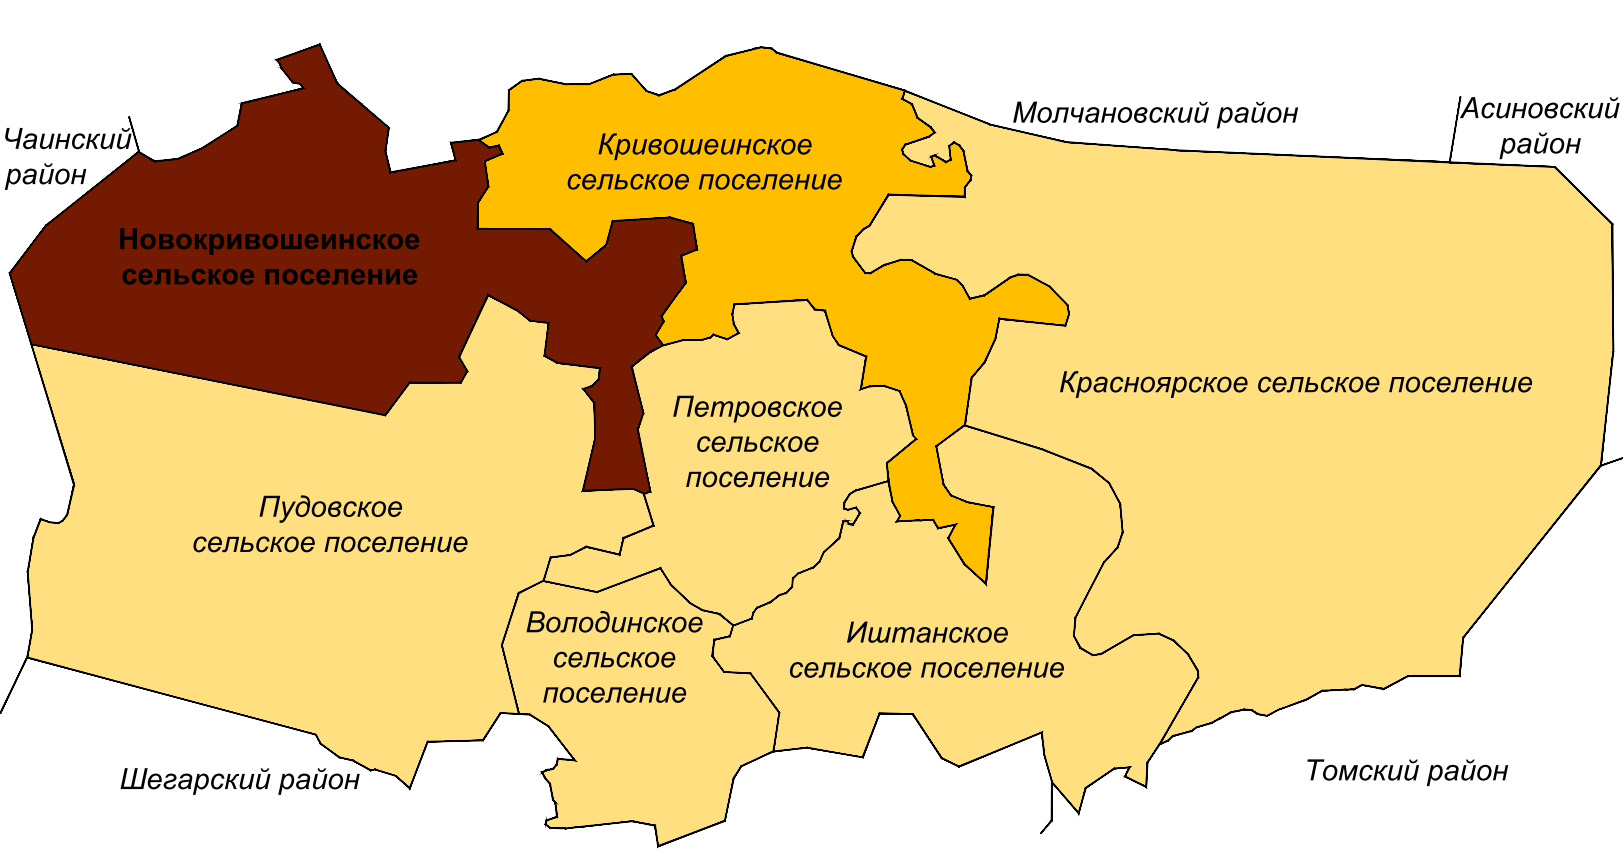 Чаинский
район
Новокривошеинское
сельское поселение
Кривошеинское
сельское поселение
Молчановский район
Асиновский
район
Красноярское сельское поселение
Петровское
сельское
поселение
Пудовское
сельское поселение
Володинское
сельское
поселение
Иштанское
сельское поселение
Шегарский район
Томский район